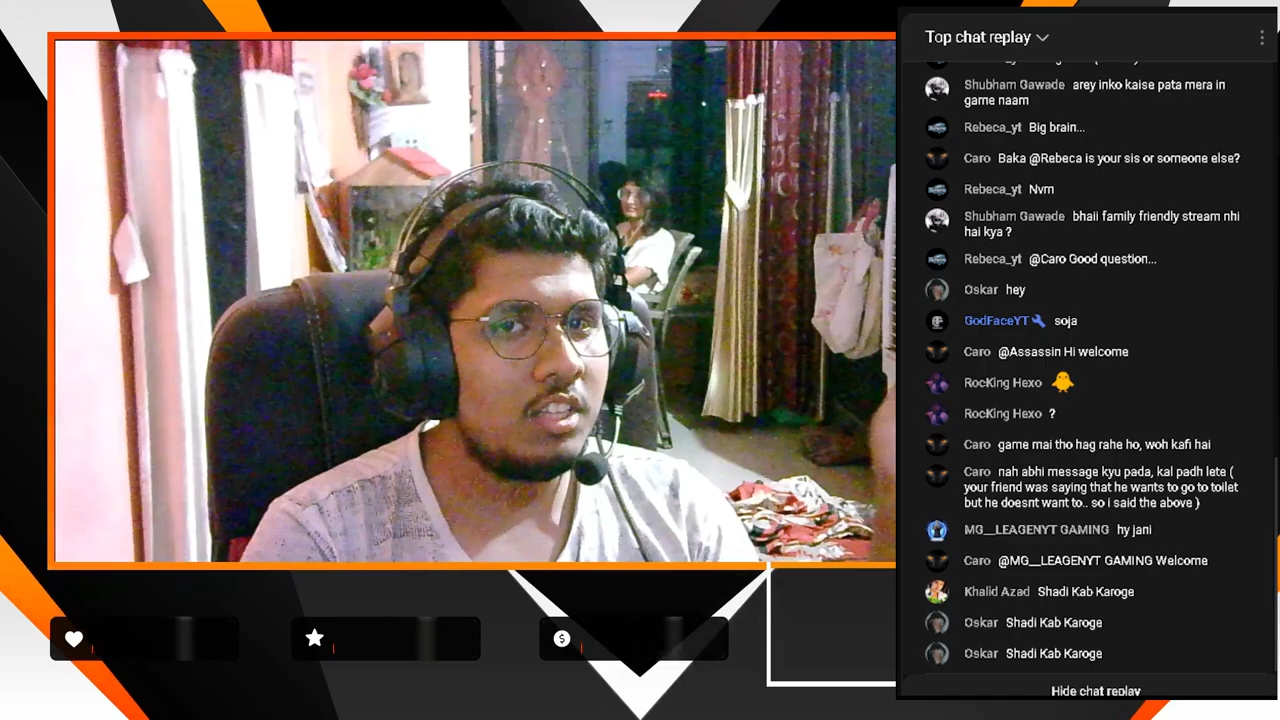 Top chat replay
Shubham Gawade arey inko kaise pata mera in
game naam
Rebeca_yt Big brain...
Caro Baka @Rebeca is your sis or someone else?
Rebeca_yt Nvm
Shubham Gawade bhaii family friendly stream nhi
hai kya ?
Rebeca_yt @Caro Good question...
Oskar hey
GodFaceYT soja
Caro @Assassin Hi welcome
RocKing Hexo
RocKing Hexo ?
Caro game mai tho hag rahe ho, woh kafi hai
Caro nah abhi message kyu pada, kal padh lete (
your friend was saying that he wants to go to toilet
but he doesnt want to.. so i said the above )
MG__LEAGENYT GAMING hy jani
Caro @MG__LEAGENYT GAMING Welcome
Khalid Azad Shadi Kab Karoge
Oskar Shadi Kab Karoge
Oskar Shadi Kab Karoge
Hide chat replay